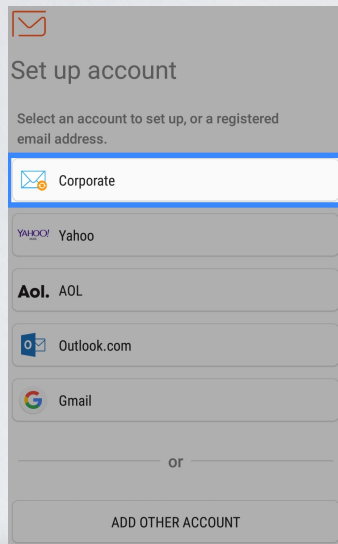 Set up account
Select an account to set up, or a registered
email address.
Corporate
YAHOO! Yahoo
MAIL
Aol. AOL
Outlook.com
G Gmail
or
ADD OTHER ACCOUNT